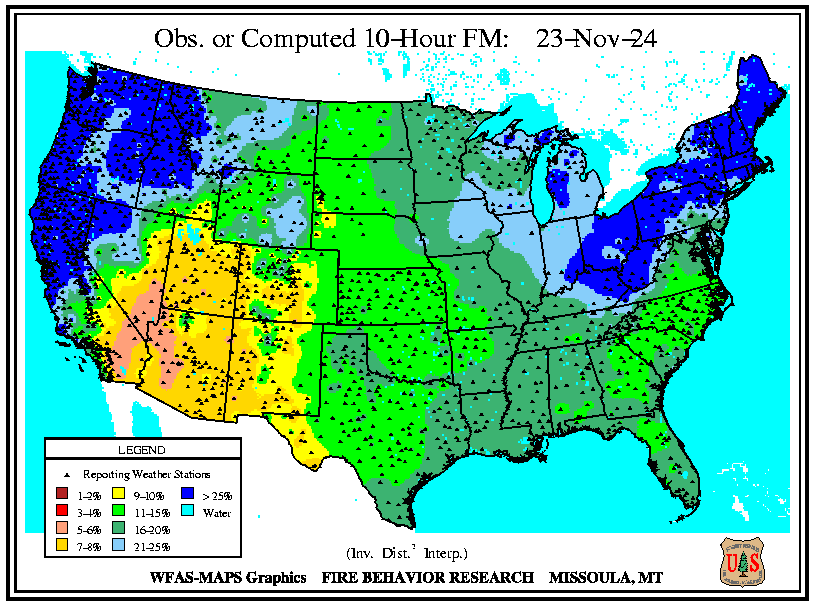 Obs. or Computed 10-Hour FM: 23-Nov-24
LEGEND
Reporting Weather Stations
1-2% 9-10% > 25%
3-4% 11-15% Water
5-6% 16-20%
7-8% 21-25%
(Inv. Dist.² Interp.)
WFAS-MAPS Graphics FIRE BEHAVIOR RESEARCH MISSOULA, MT
U S